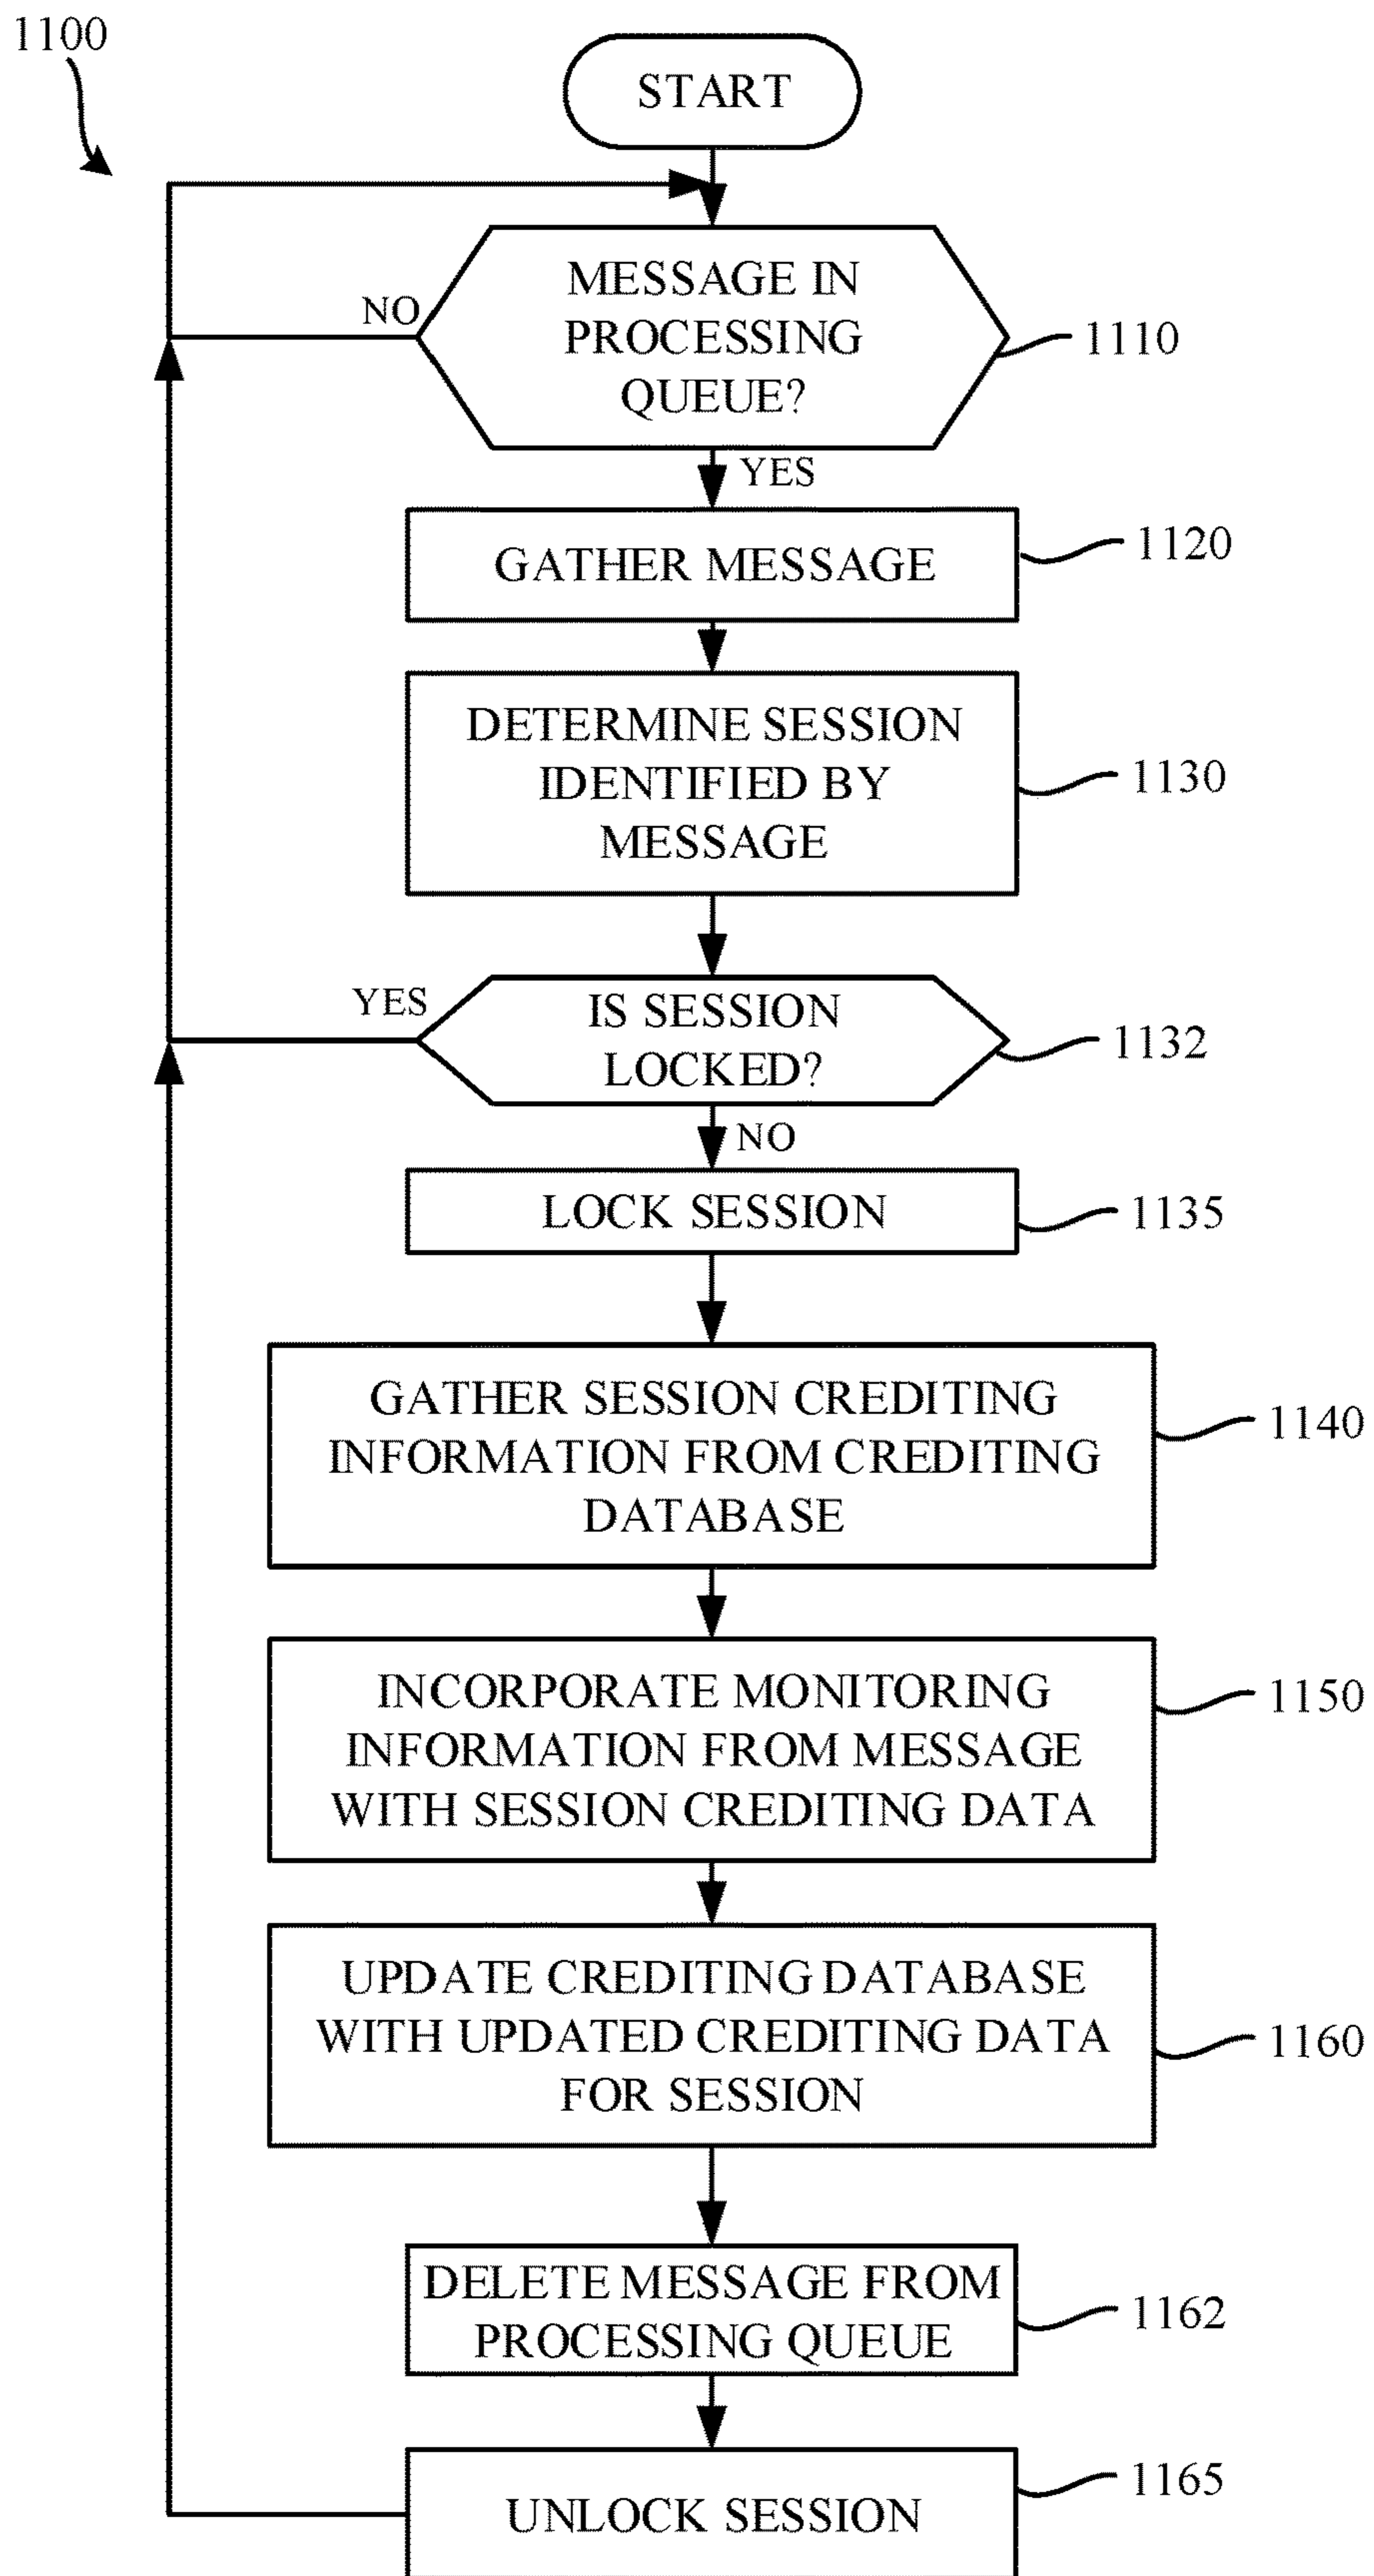 1100
START
MESSAGE IN
PROCESSING
QUEUE?
NO
1110
YES
GATHER MESSAGE
1120
DETERMINE SESSION
IDENTIFIED BY
MESSAGE
1130
YES
IS SESSION
LOCKED?
1132
NO
LOCK SESSION
1135
GATHER SESSION CREDITING
INFORMATION FROM CREDITING
DATABASE
1140
INCORPORATE MONITORING
INFORMATION FROM MESSAGE
WITH SESSION CREDITING DATA
1150
UPDATE CREDITING DATABASE
WITH UPDATED CREDITING DATA
FOR SESSION
1160
DELETE MESSAGE FROM
PROCESSING QUEUE
1162
UNLOCK SESSION
1165